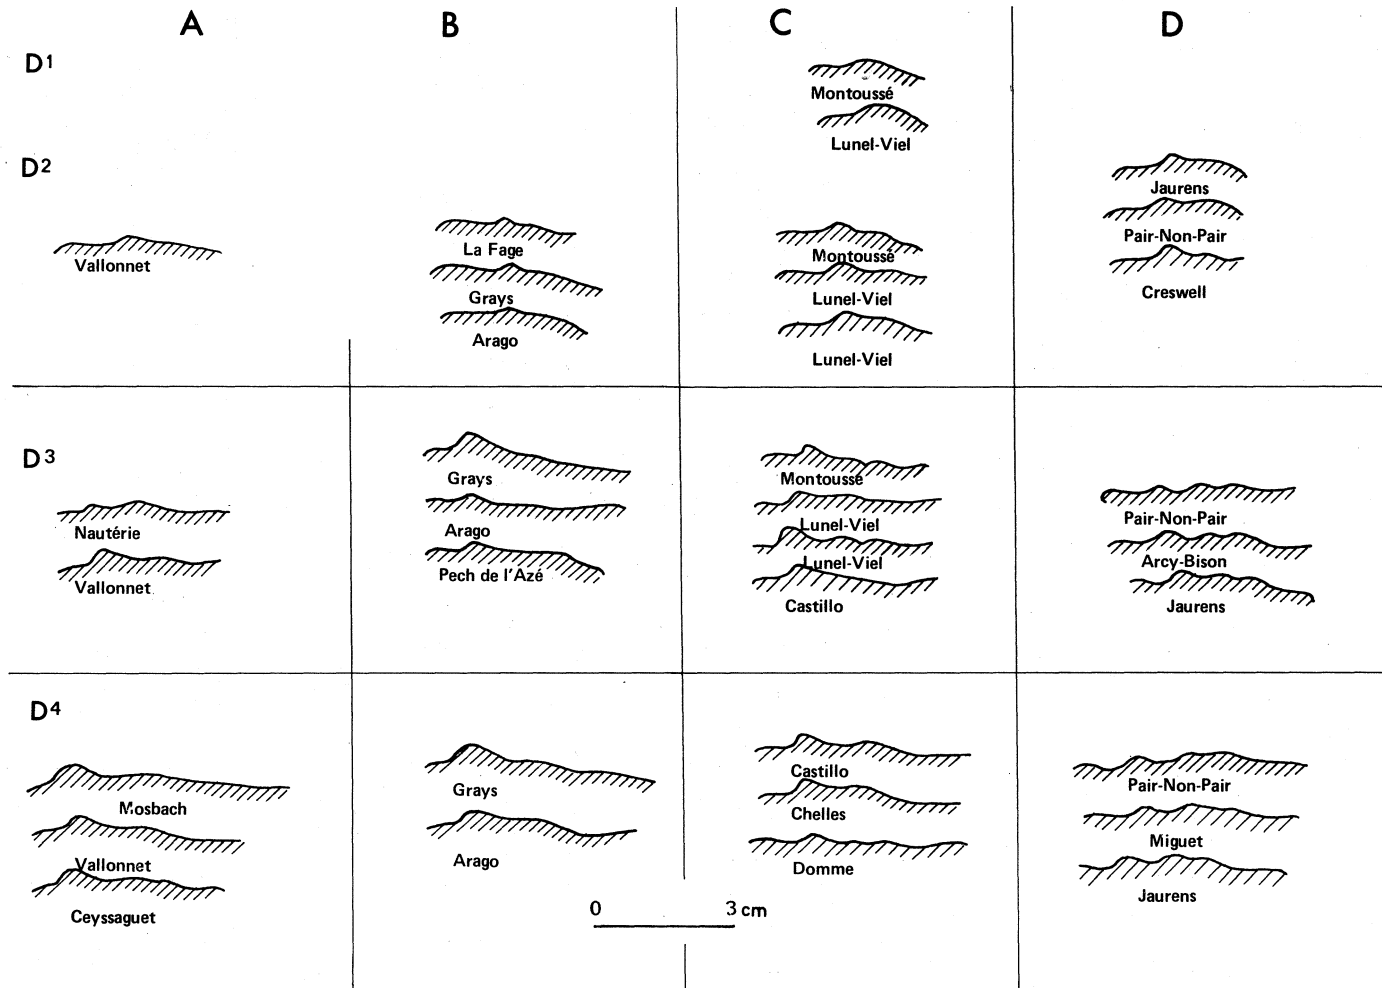 A B C D
D1
Montoussé
Lunel-Viel
D2
Jaurens
Pair-Non-Pair
Creswell
Vallonnet
La Fage
Grays
Arago
Montoussé
Lunel-Viel
Lunel-Viel
D3
Nautérie
Vallonnet
Grays
Arago
Pech de l'Azé
Montoussé
Lunel-Viel
Lunel-Viel
Castillo
Pair-Non-Pair
Arcy-Bison
Jaurens
D4
Mosbach
Vallonnet
Ceyssaguet
Grays
Arago
Castillo
Chelles
Domme
Pair-Non-Pair
Miguet
Jaurens
0 3 cm